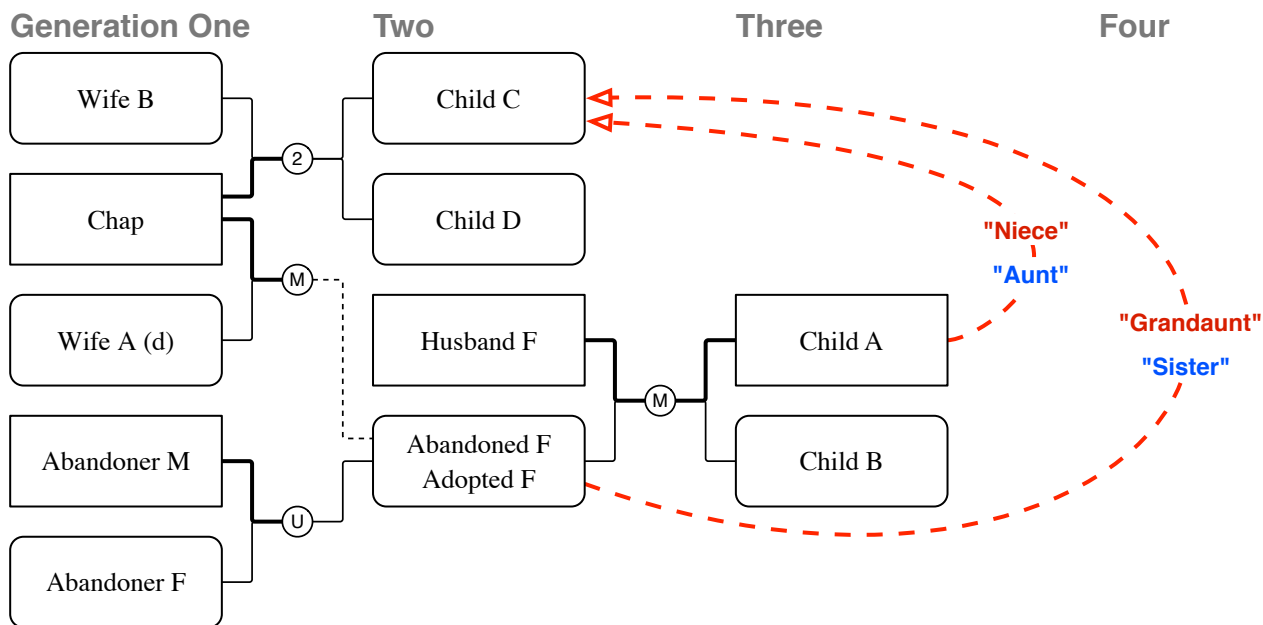 Generation One
Two
Three
Four
Wife B
Child C
2
Chap
Child D
"Niece"
M
"Aunt"
Wife A (d)
Husband F
Child A
"Grandaunt"
"Sister"
M
Abandoner M
Abandoned F
Adopted F
Child B
U
Abandoner F